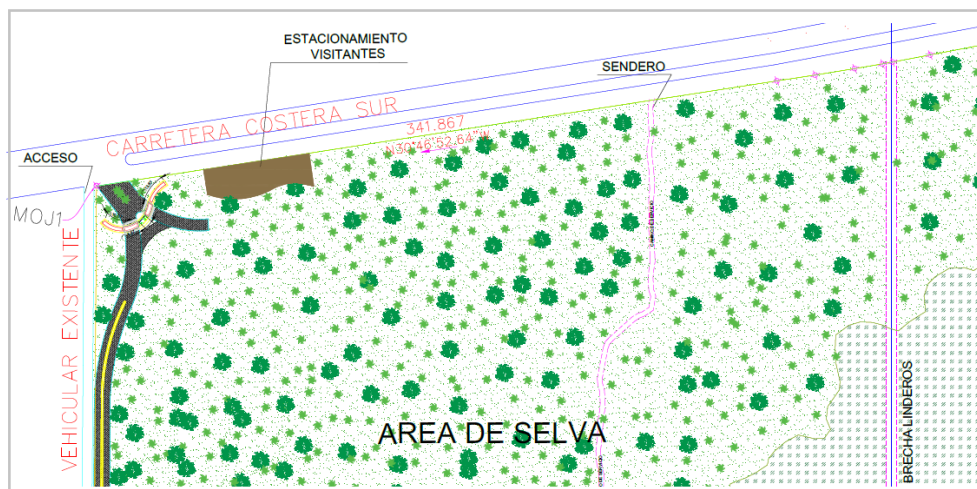 ESTACIONAMIENTO
VISITANTES
SENDERO
CARRETERA COSTERA SUR
341.867
N30°46'52.64"W
ACCESO
MOJ1
VEHICULAR EXISTENTE
AREA DE SELVA
BRECHA LINDEROS